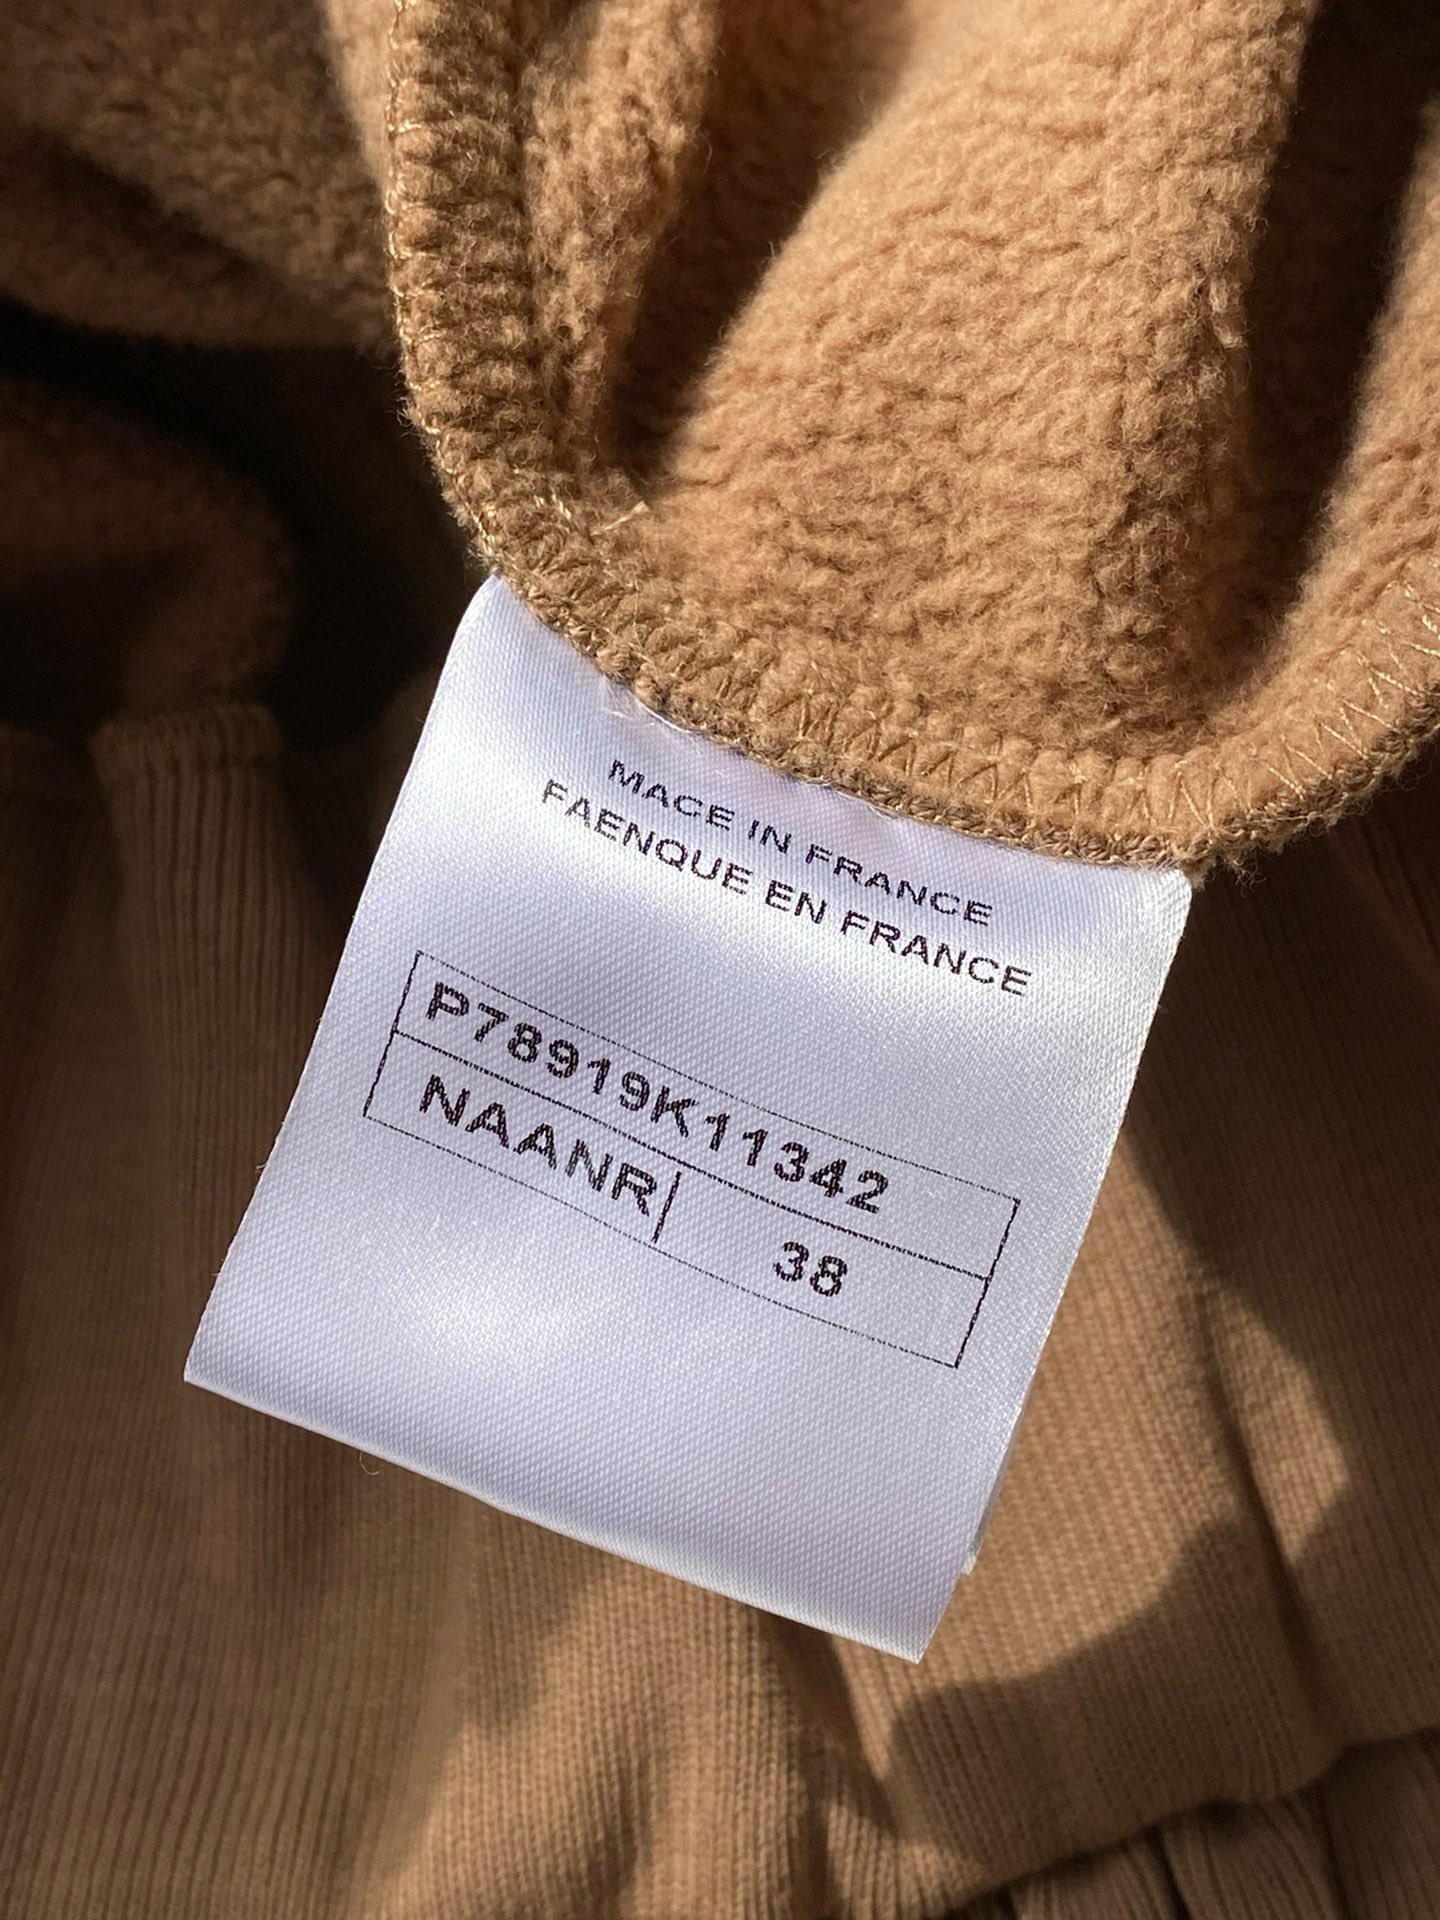 MACE IN FRANCE
FAENQUE EN FRANCE
P78919K11342
NAANR
38